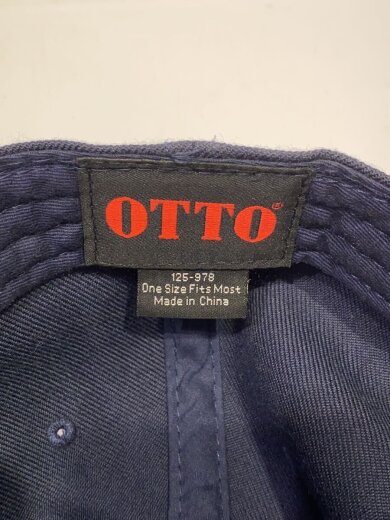 OTTO®
125-978
One Size Fits Most
Made in China